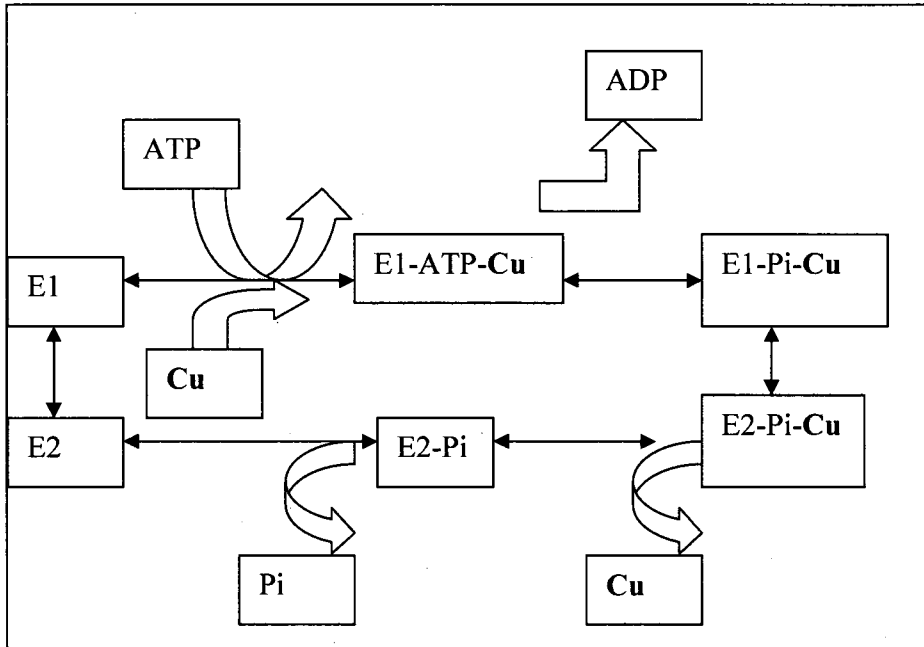 ADP
ATP
E1-ATP-Cu
E1-Pi-Cu
E1
Cu
E2
E2-Pi
E2-Pi-Cu
Pi
Cu